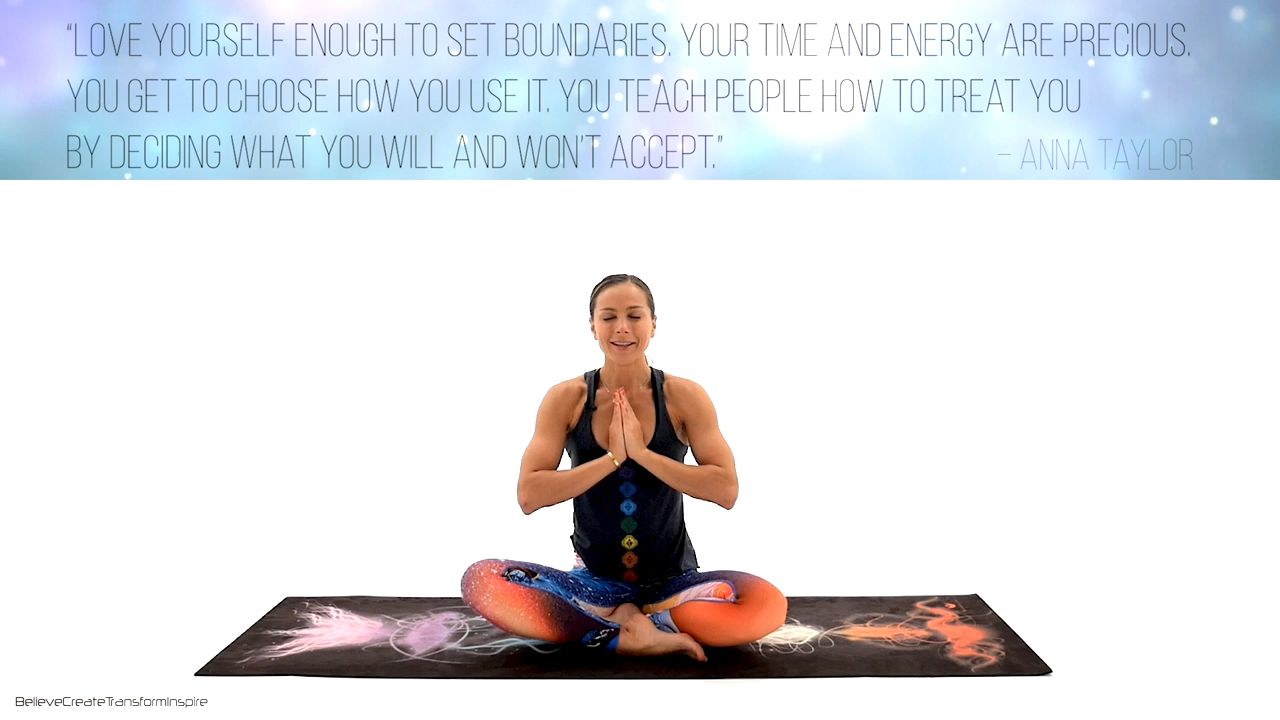 “LOVE YOURSELF ENOUGH TO SET BOUNDARIES. YOUR TIME AND ENERGY ARE PRECIOUS.
YOU GET TO CHOOSE HOW YOU USE IT. YOU TEACH PEOPLE HOW TO TREAT YOU
BY DECIDING WHAT YOU WILL AND WON’T ACCEPT.”
– ANNA TAYLOR
BelieveCreateTransformInspire